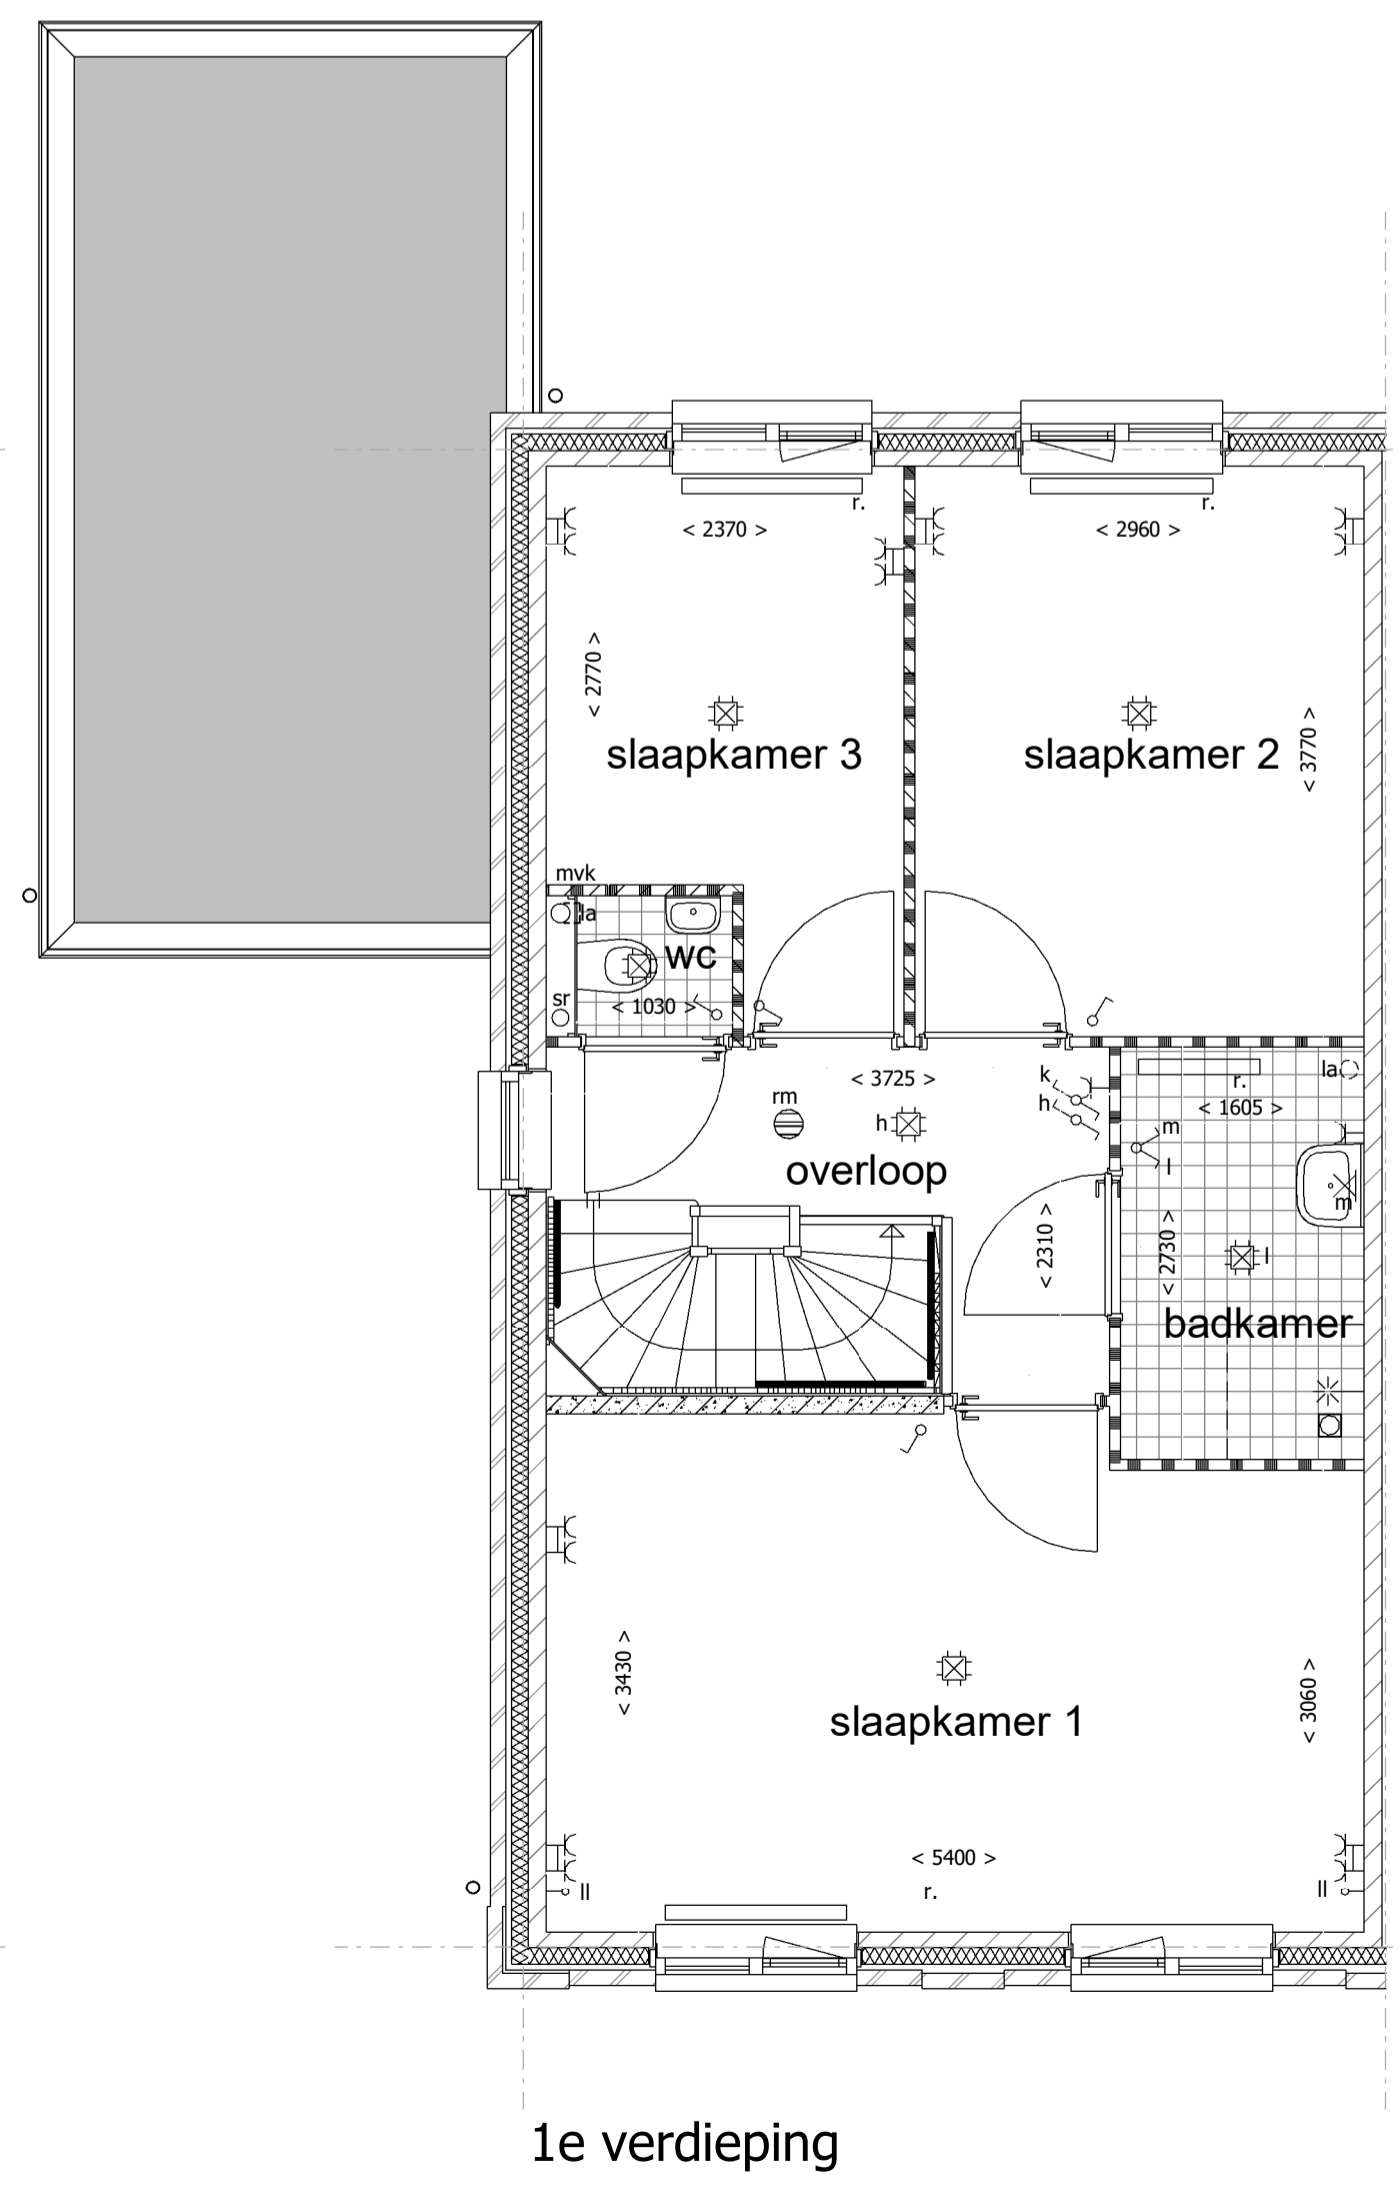 r.
r.
< 2370 >
< 2960 >
< 2770 >
slaapkamer 3
slaapkamer 2
< 3770 >
mvk
la
wc
sr
< 1030 >
< 3725 >
k
r.
la
rm
h
h
< 1605 >
m
l
overloop
m
< 2310 >
< 2730 >
l
badkamer
< 3430 >
slaapkamer 1
< 3060 >
< 5400 >
ll
r.
ll
1e verdieping